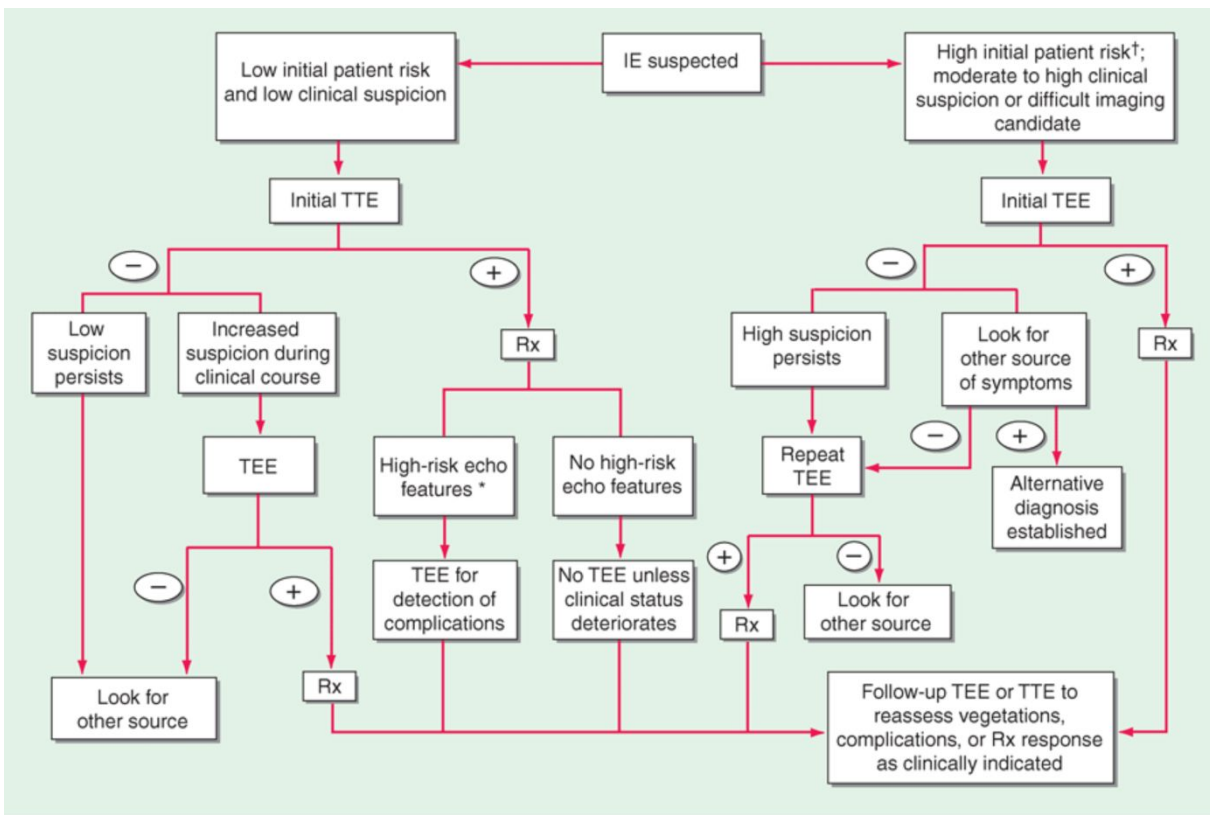 IE suspected
Low initial patient risk
and low clinical suspicion
High initial patient risk†;
moderate to high clinical
suspicion or difficult imaging
candidate
Initial TTE
Initial TEE
−
+
−
+
Low
suspicion
persists
Increased
suspicion during
clinical course
Rx
High suspicion
persists
Look for
other source
of symptoms
Rx
TEE
High-risk echo
features *
No high-risk
echo features
Repeat
TEE
−
+
Alternative
diagnosis
established
−
+
TEE for
detection of
complications
No TEE unless
clinical status
deteriorates
+
−
Rx
Look for
other source
Look for
other source
Rx
Follow-up TEE or TTE to
reassess vegetations,
complications, or Rx response
as clinically indicated